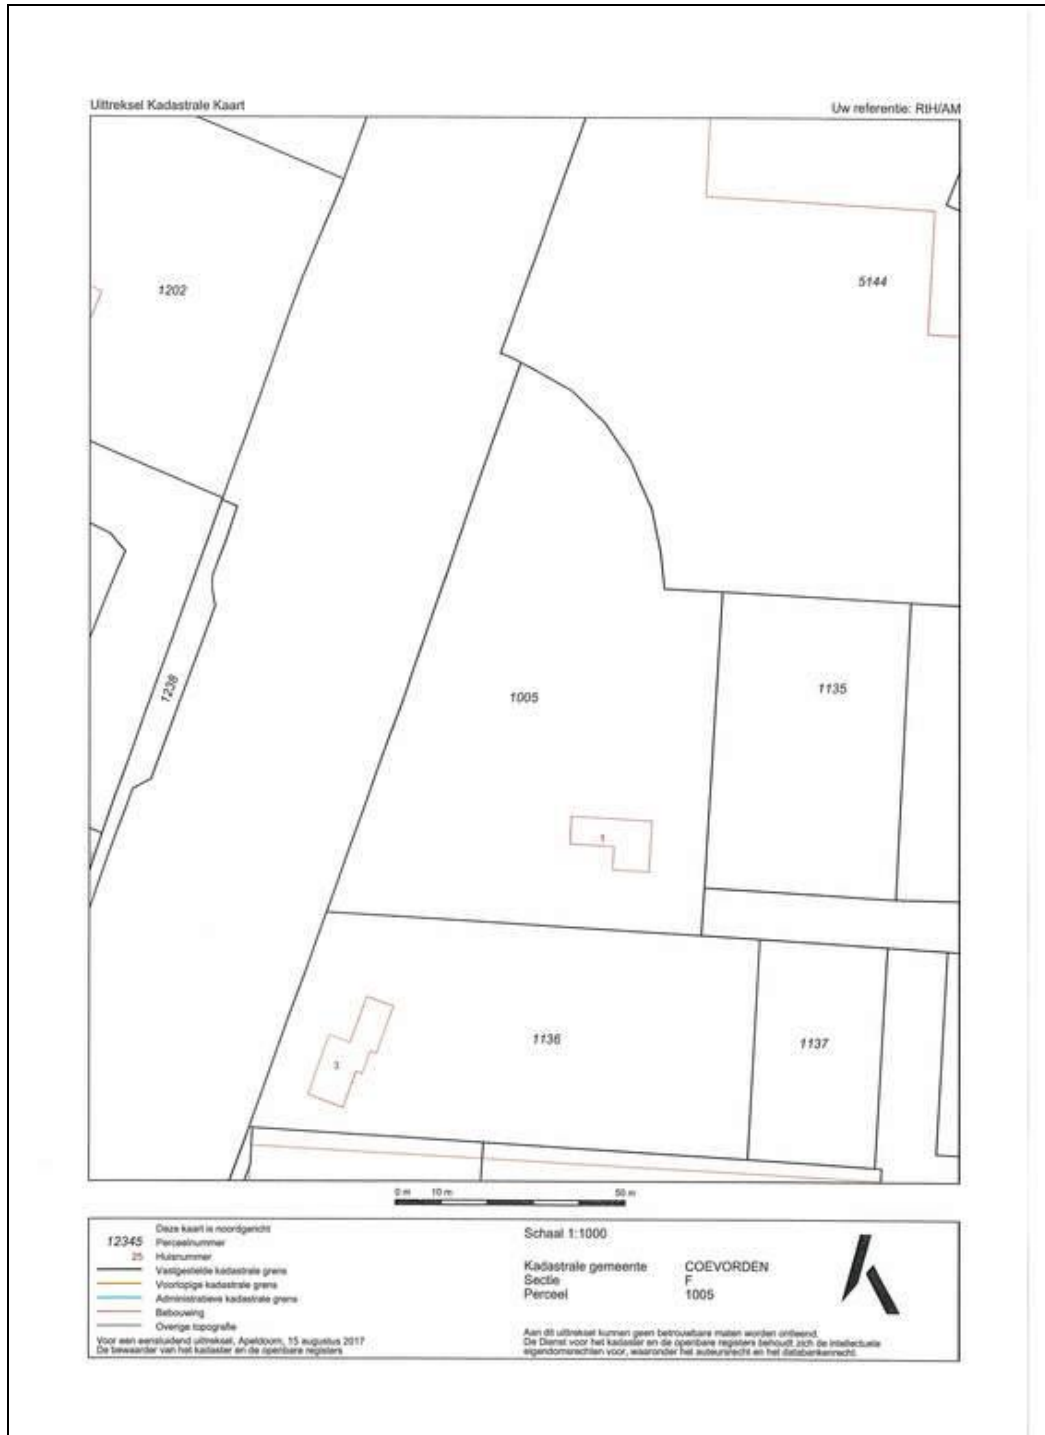 Uittreksel Kadastrale Kaart
Uw referentie: RtH/AM
1202
5144
1238
1005
1135
1
1136
1137
3
0 m 10 m 50 m
Deze kaart is noordgericht
12345 Perceelnummer
25 Huisnummer
Vastgestelde kadastrale grens
Voorlopige kadastrale grens
Administratieve kadastrale grens
Bebouwing
Overige topografie
Voor een eensluidend uittreksel, Apeldoorn, 15 augustus 2017
De bewaarder van het kadaster en de openbare registers
Schaal 1:1000
Kadastrale gemeente COEVORDEN
Sectie F
Perceel 1005
Aan dit uittreksel kunnen geen betrouwbare maten worden ontleend.
De Dienst voor het kadaster en de openbare registers behoudt zich de intellectuele
eigendomsrechten voor, waaronder het auteursrecht en het databankenrecht.